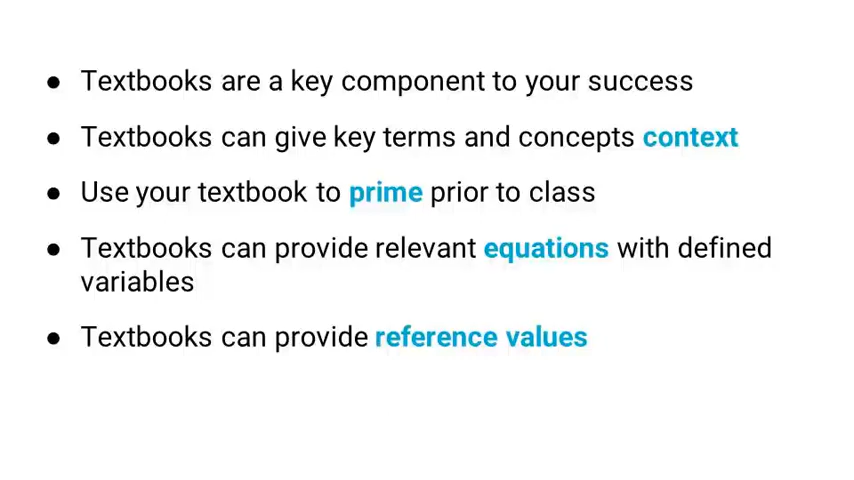 ● Textbooks are a key component to your success
● Textbooks can give key terms and concepts context
● Use your textbook to prime prior to class
● Textbooks can provide relevant equations with defined
variables
● Textbooks can provide reference values